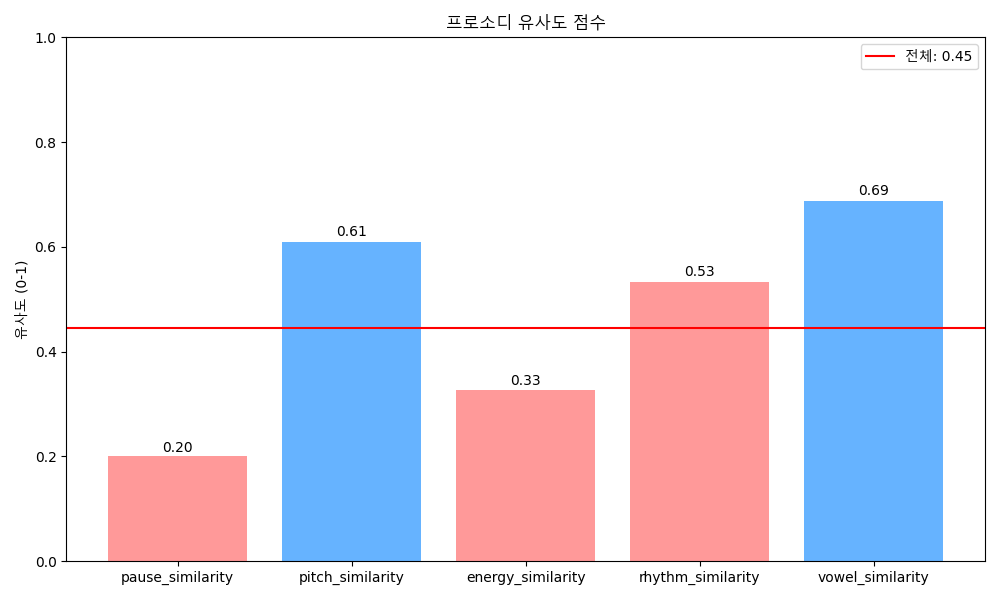 프로소디 유사도 점수
전체: 0.45
유사도 (0-1)
1.0
0.8
0.6
0.4
0.2
0.0
0.20
0.61
0.33
0.53
0.69
pause_similarity
pitch_similarity
energy_similarity
rhythm_similarity
vowel_similarity